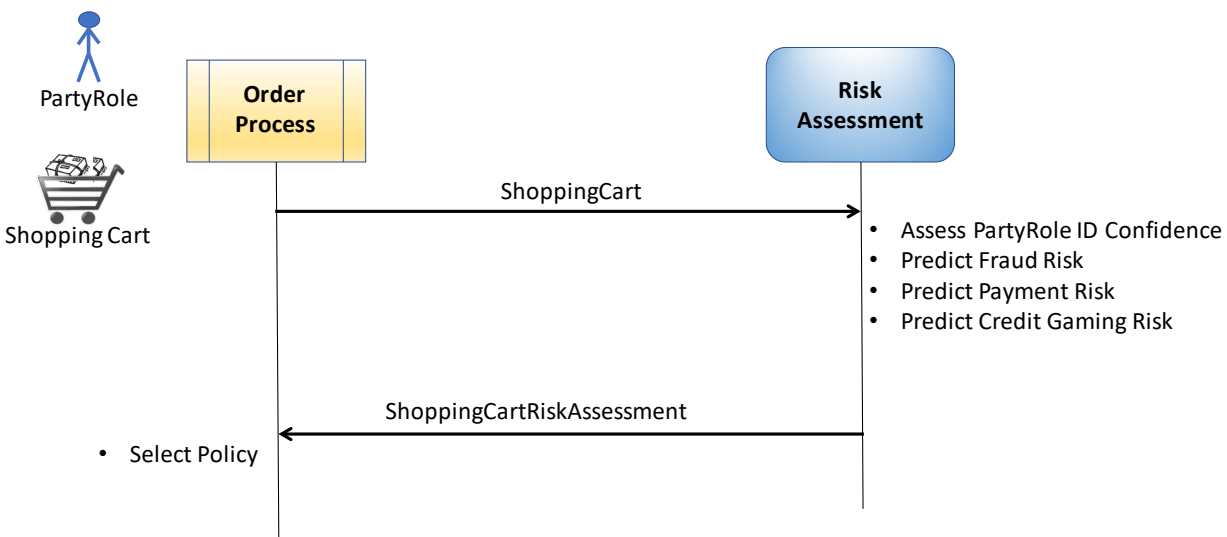 PartyRole
Order
Process
Risk
Assessment
Shopping Cart
ShoppingCart
• Assess PartyRole ID Confidence
• Predict Fraud Risk
• Predict Payment Risk
• Predict Credit Gaming Risk
ShoppingCartRiskAssessment
• Select Policy